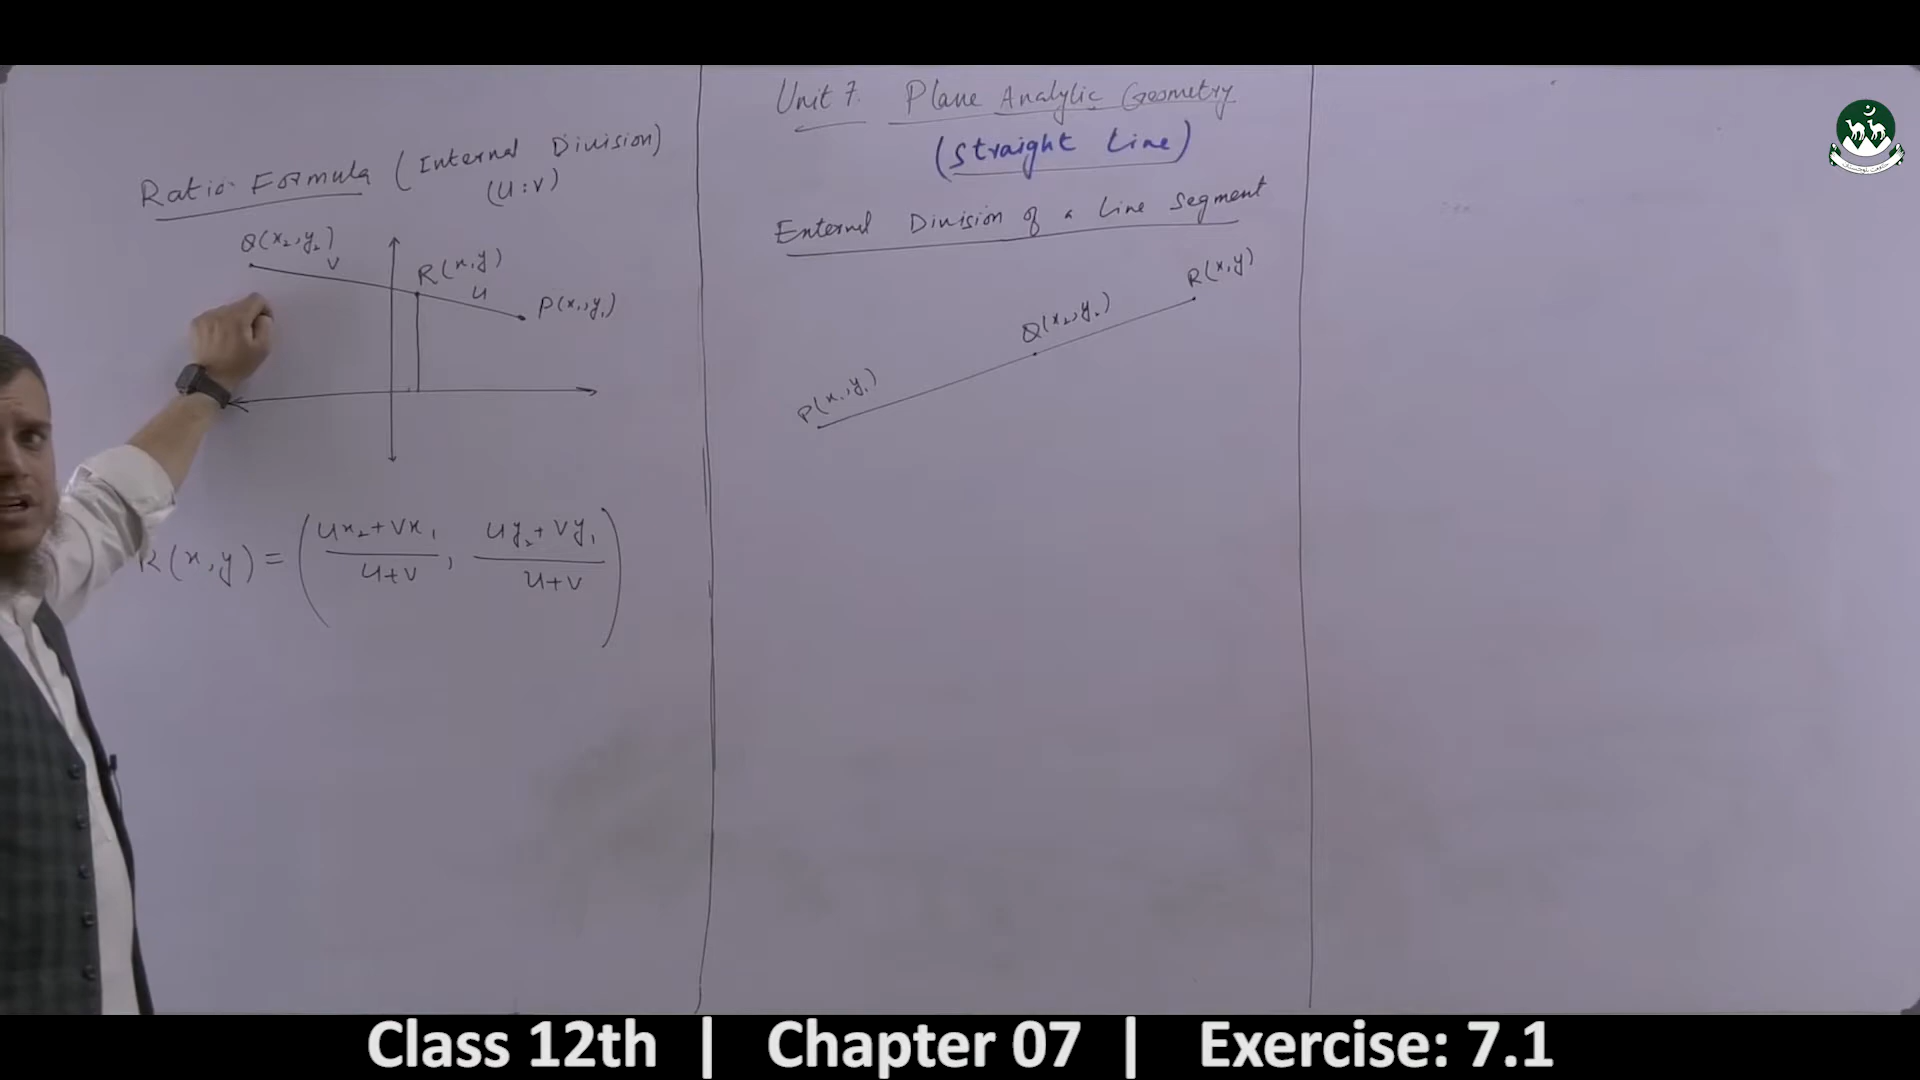 Ratio Formula (Internal Division)
(u:v)
Q(x₂,y₂)
v
R(x,y)
u
P(x₁,y₁)
R(x,y) = (ux₂+vx₁/u+v, uy₂+vy₁/u+v)
Unit 7. Plane Analytic Geometry
(Straight Line)
External Division of a Line Segment
R(x,y)
Q(x₂,y₂)
P(x₁,y₁)
Class 12th | Chapter 07 | Exercise: 7.1